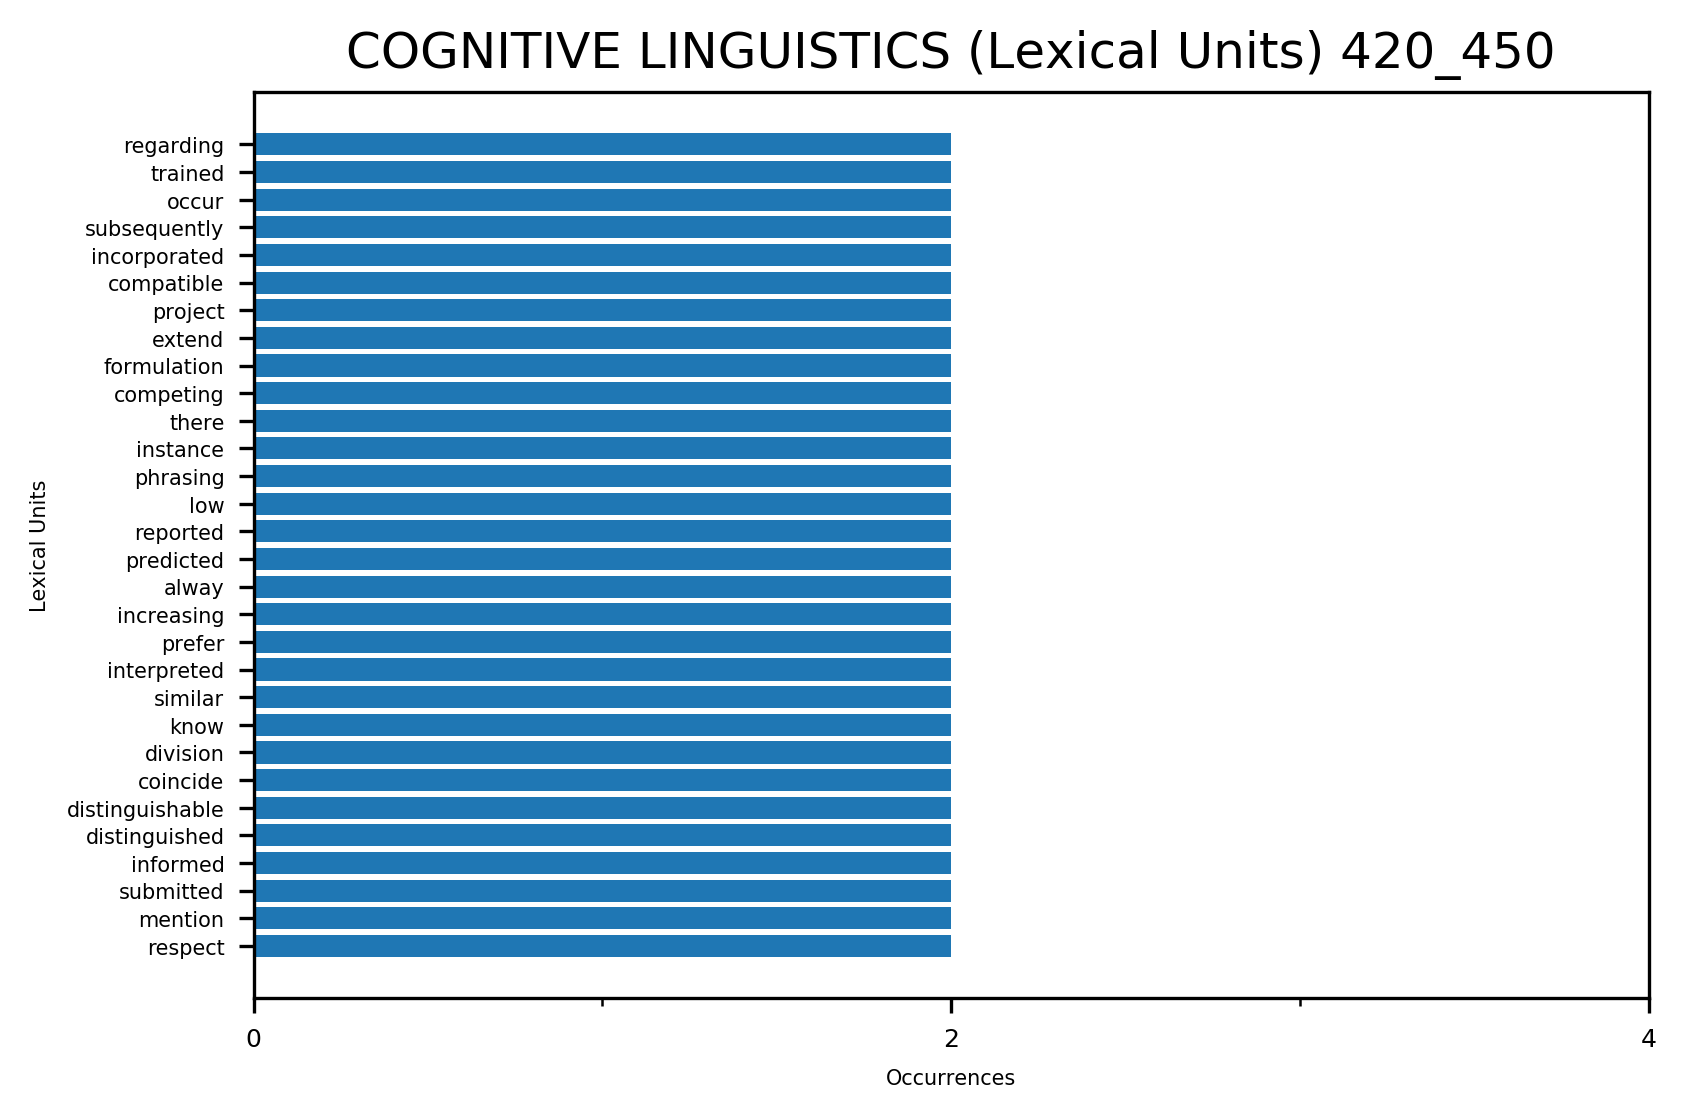 COGNITIVE LINGUISTICS (Lexical Units) 420_450
regarding
trained
occur
subsequently
incorporated
compatible
project
extend
formulation
competing
there
instance
phrasing
low
reported
predicted
alway
increasing
prefer
interpreted
similar
know
division
coincide
distinguishable
distinguished
informed
submitted
mention
respect
Lexical Units
0 2 4
Occurrences